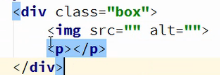 <div class="box">
<img src="" alt="">
<p></p>
</div>